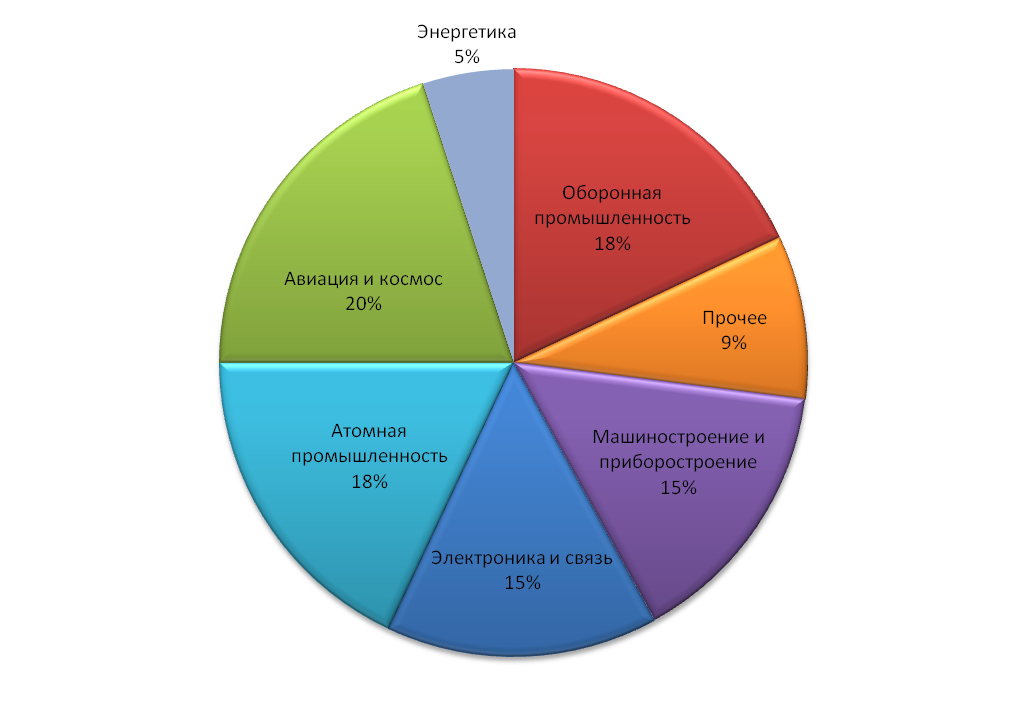 Энергетика
5%
Оборонная
промышленность
18%
Прочее
9%
Машиностроение и
приборостроение
15%
Электроника и связь
15%
Атомная
промышленность
18%
Авиация и космос
20%